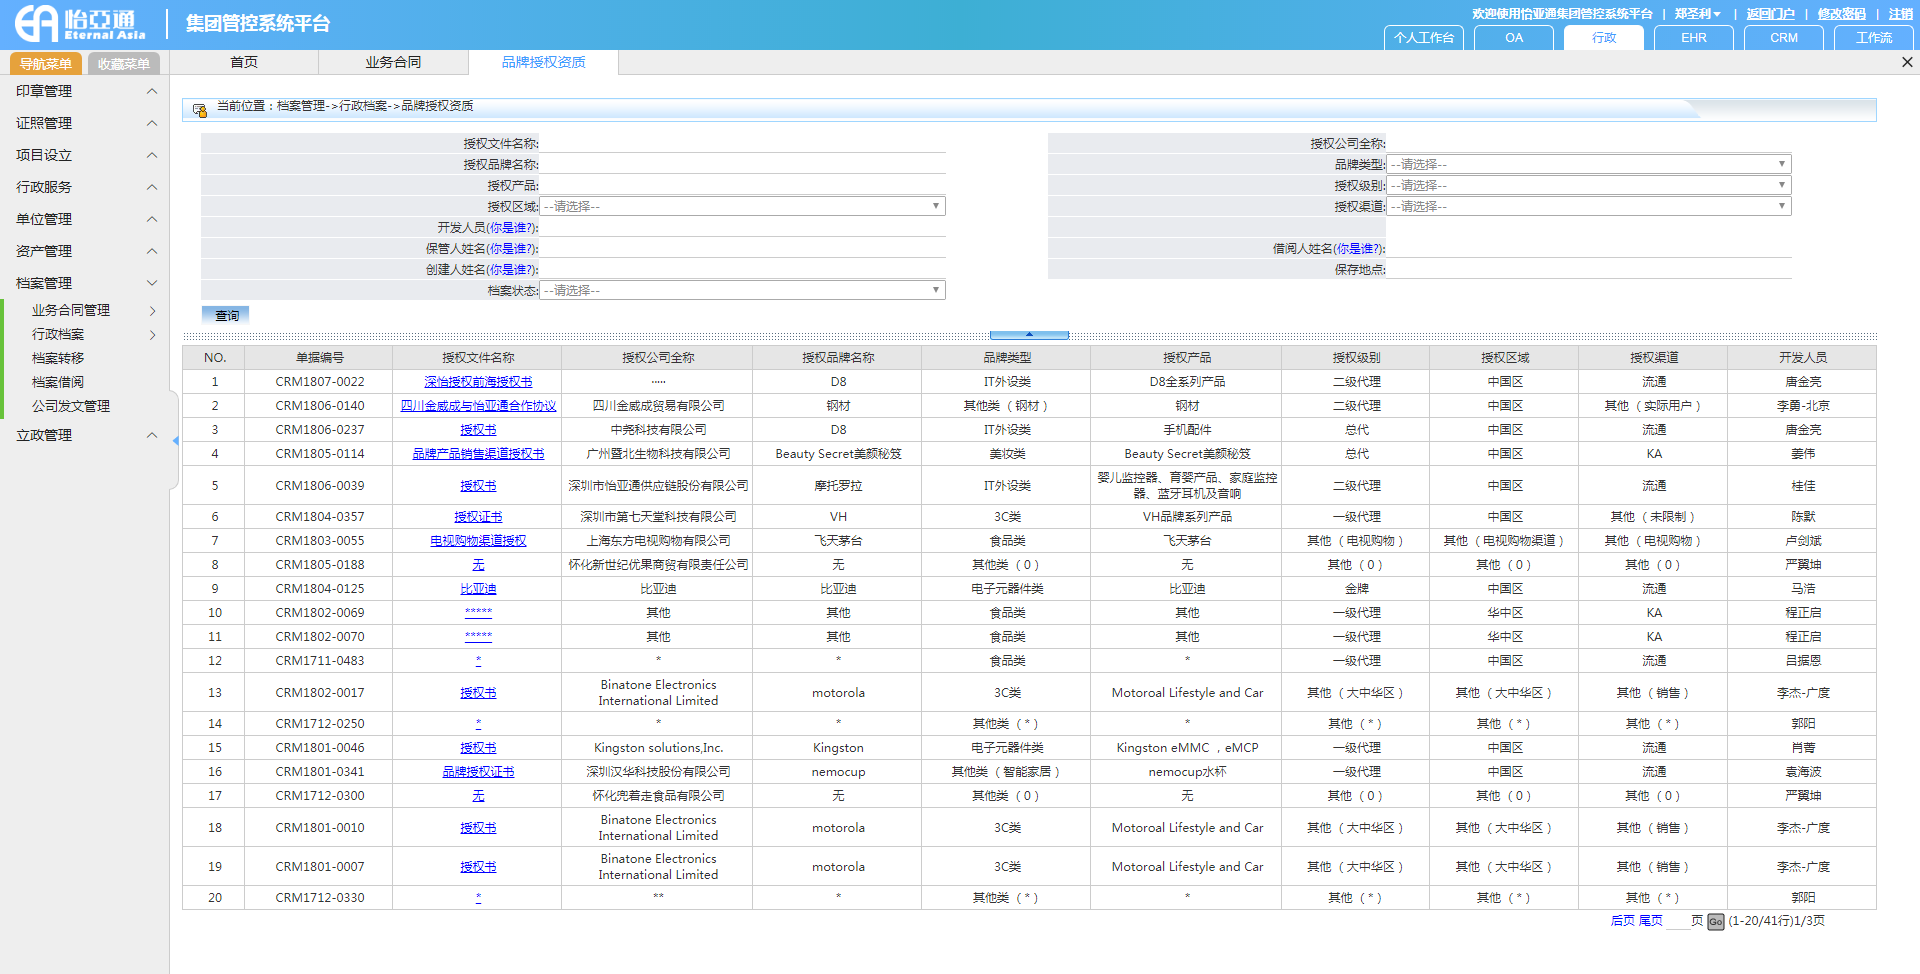 怡亞通
Eternal Asia
集团管控系统平台
欢迎使用怡亚通集团管控系统平台 | 郑圣利 | 返回门户 | 修改密码 | 注销
个人工作台 OA 行政 EHR CRM 工作流
导航菜单 收藏菜单 首页 业务合同 品牌授权资质
印章管理
证照管理
项目设立
行政服务
单位管理
资产管理
档案管理
业务合同管理
行政档案
档案转移
档案借阅
公司发文管理
立政管理
当前位置：档案管理->行政档案->品牌授权资质
授权文件名称: 授权公司全称:
授权品牌名称: 品牌类型: --请选择--
授权产品: 授权级别: --请选择--
授权区域: --请选择-- 授权渠道: --请选择--
开发人员(你是谁?):
保管人姓名(你是谁?): 借阅人姓名(你是谁?):
创建人姓名(你是谁?): 保存地点:
档案状态: --请选择--
查询
NO. 单据编号 授权文件名称 授权公司全称 授权品牌名称 品牌类型 授权产品 授权级别 授权区域 授权渠道 开发人员
1 CRM1807-0022 深怡授权前海授权书 ..... D8 IT外设类 D8全系列产品 二级代理 中国区 流通 唐金亮
2 CRM1806-0140 四川金威成与怡亚通合作协议 四川金威成贸易有限公司 钢材 其他类（钢材） 钢材 二级代理 中国区 其他（实际用户） 李勇-北京
3 CRM1806-0237 授权书 中尧科技有限公司 D8 IT外设类 手机配件 总代 中国区 流通 唐金亮
4 CRM1805-0114 品牌产品销售渠道授权书 广州暨北生物科技有限公司 Beauty Secret美颜秘笈 美妆类 Beauty Secret美颜秘笈 总代 中国区 KA 姜伟
5 CRM1806-0039 授权书 深圳市怡亚通供应链股份有限公司 摩托罗拉 IT外设类 婴儿监控器、育婴产品、家庭监控器、蓝牙耳机及音响 二级代理 中国区 流通 桂佳
6 CRM1804-0357 授权证书 深圳市第七天堂科技有限公司 VH 3C类 VH品牌系列产品 一级代理 中国区 其他（未限制） 陈默
7 CRM1803-0055 电视购物渠道授权 上海东方电视购物有限公司 飞天茅台 食品类 飞天茅台 其他（电视购物） 其他（电视购物渠道） 其他（电视购物） 卢剑斌
8 CRM1805-0188 无 怀化新世纪优果商贸有限责任公司 无 其他类（0） 无 其他（0） 其他（0） 其他（0） 严翼坤
9 CRM1804-0125 比亚迪 比亚迪 比亚迪 电子元器件类 比亚迪 金牌 中国区 流通 马浩
10 CRM1802-0069 ***** 其他 其他 食品类 其他 一级代理 华中区 KA 程正启
11 CRM1802-0070 ***** 其他 其他 食品类 其他 一级代理 华中区 KA 程正启
12 CRM1711-0483 * * * 食品类 * 一级代理 中国区 流通 吕据恩
13 CRM1802-0017 授权书 Binatone Electronics International Limited motorola 3C类 Motoroal Lifestyle and Car 其他（大中华区） 其他（大中华区） 其他（销售） 李杰-广度
14 CRM1712-0250 * * * 其他类（*） * 其他（*） 其他（*） 其他（*） 郭阳
15 CRM1801-0046 授权书 Kingston solutions,Inc. Kingston 电子元器件类 Kingston eMMC ，eMCP 一级代理 中国区 流通 肖菁
16 CRM1801-0341 品牌授权证书 深圳汉华科技股份有限公司 nemocup 其他类（智能家居） nemocup水杯 一级代理 中国区 流通 袁海波
17 CRM1712-0300 无 怀化兜着走食品有限公司 无 其他类（0） 无 其他（0） 其他（0） 其他（0） 严翼坤
18 CRM1801-0010 授权书 Binatone Electronics International Limited motorola 3C类 Motoroal Lifestyle and Car 其他（大中华区） 其他（大中华区） 其他（销售） 李杰-广度
19 CRM1801-0007 授权书 Binatone Electronics International Limited motorola 3C类 Motoroal Lifestyle and Car 其他（大中华区） 其他（大中华区） 其他（销售） 李杰-广度
20 CRM1712-0330 * ** * 其他类（*） * 其他（*） 其他（*） 其他（*） 郭阳
后页 尾页 页 Go (1-20/41行)1/3页